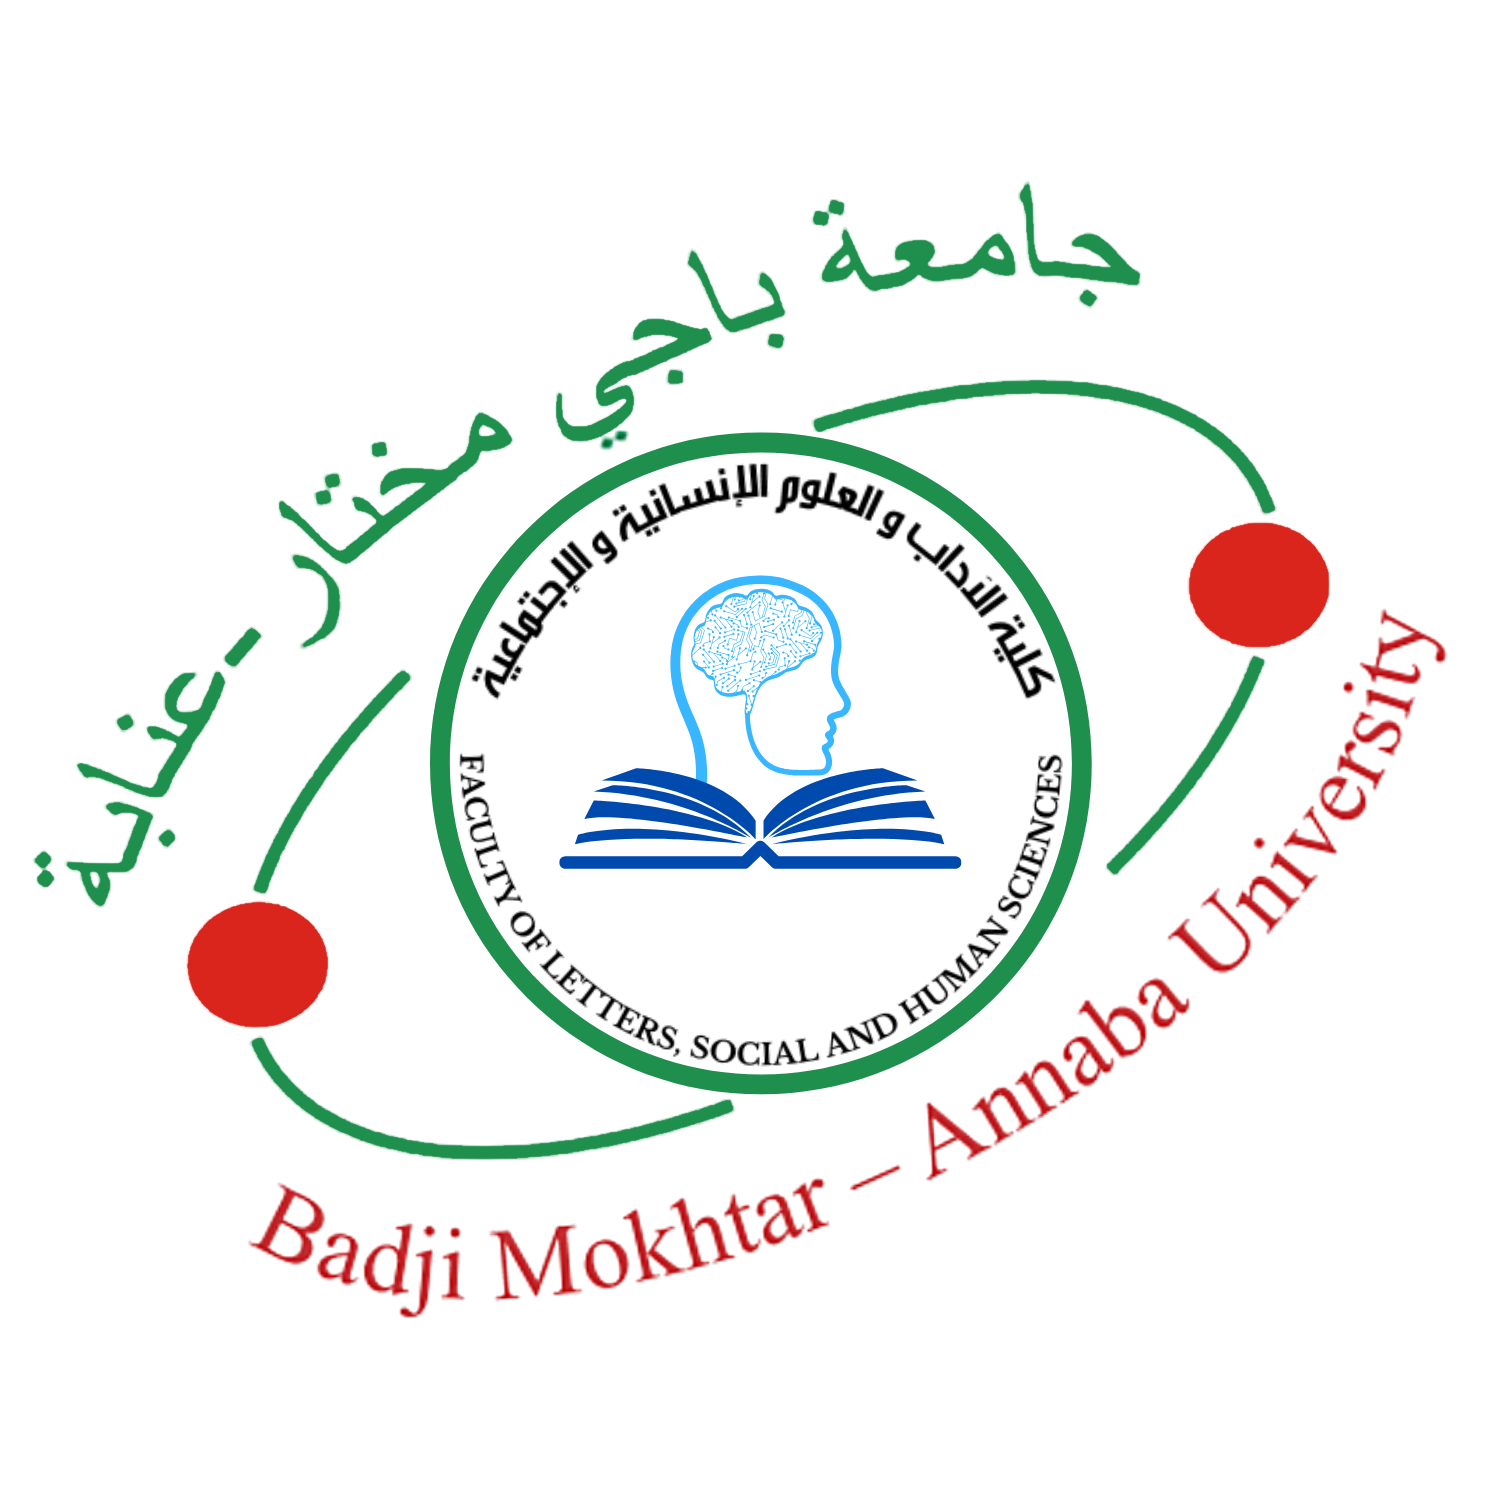 جامعة باجي مختار - عنابة
كلية الآداب و العلوم الإنسانية و الإجتماعية
FACULTY OF LETTERS, SOCIAL AND HUMAN SCIENCES
Badji Mokhtar – Annaba University